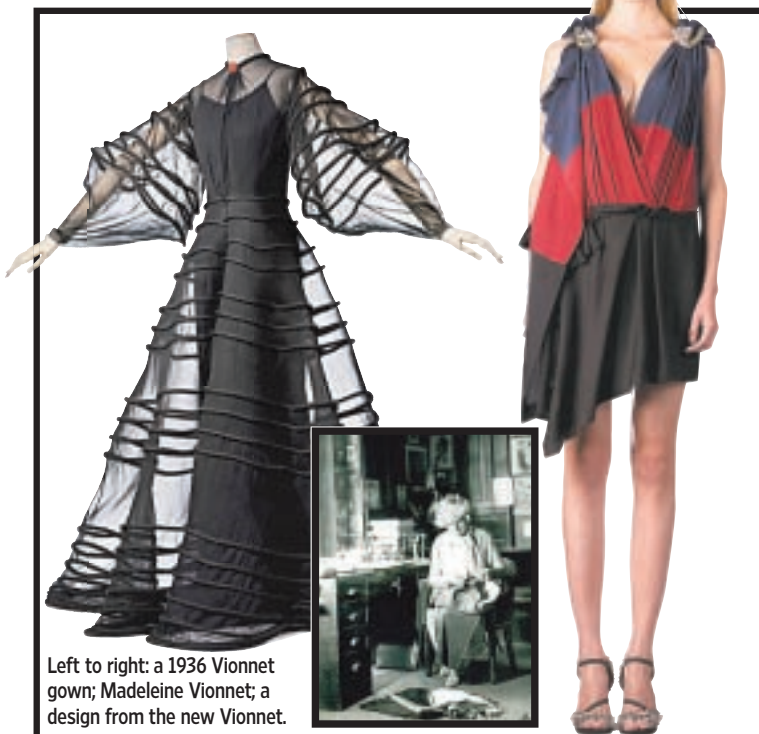 Left to right: a 1936 Vionnet
gown; Madeleine Vionnet; a
design from the new Vionnet.